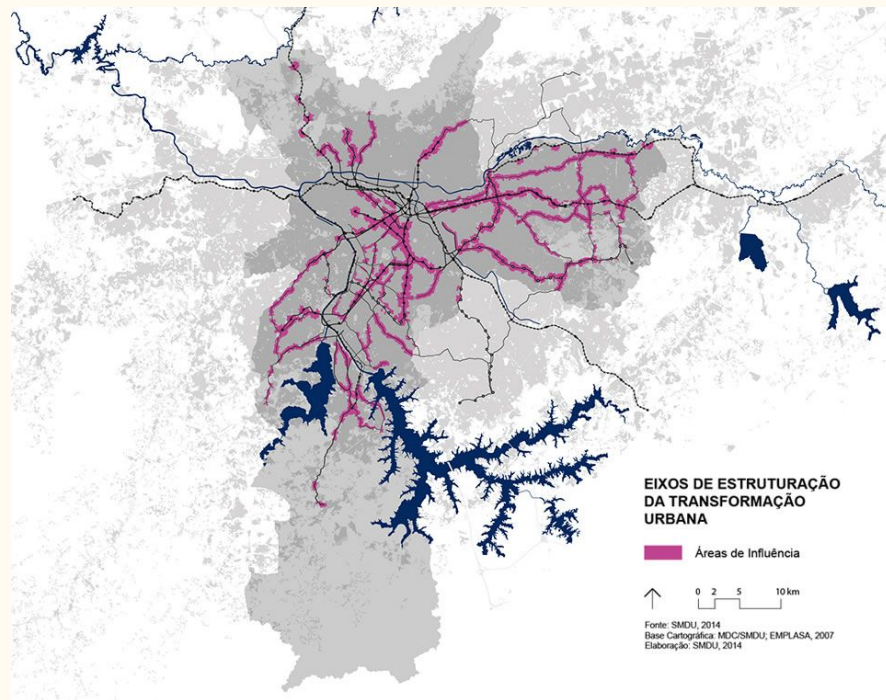 EIXOS DE ESTRUTURAÇÃO
DA TRANSFORMAÇÃO
URBANA
Áreas de Influência
0 2 5 10 km
Fonte: SMDU, 2014
Base Cartográfica: MDC/SMDU; EMPLASA, 2007
Elaboração: SMDU, 2014